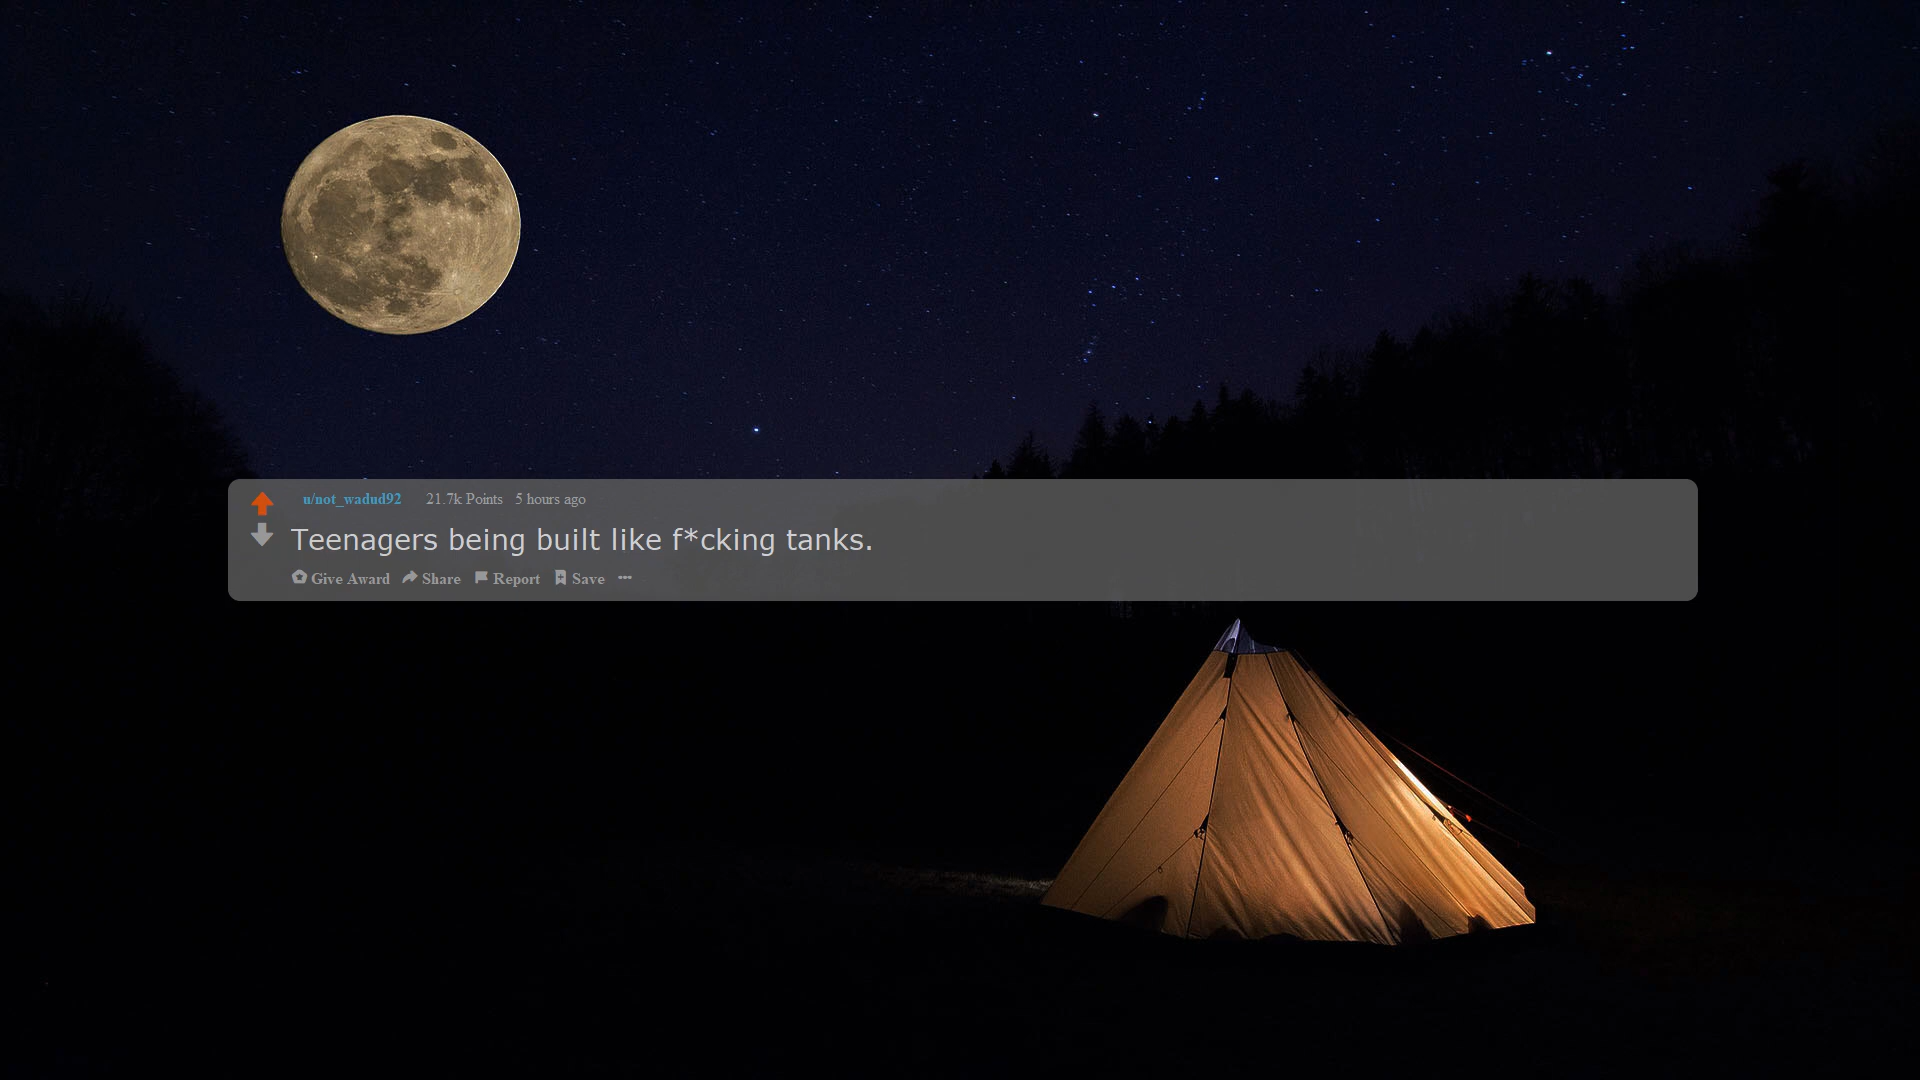 u/not_wadud92 21.7k Points 5 hours ago
Teenagers being built like f*cking tanks.
Give Award Share Report Save